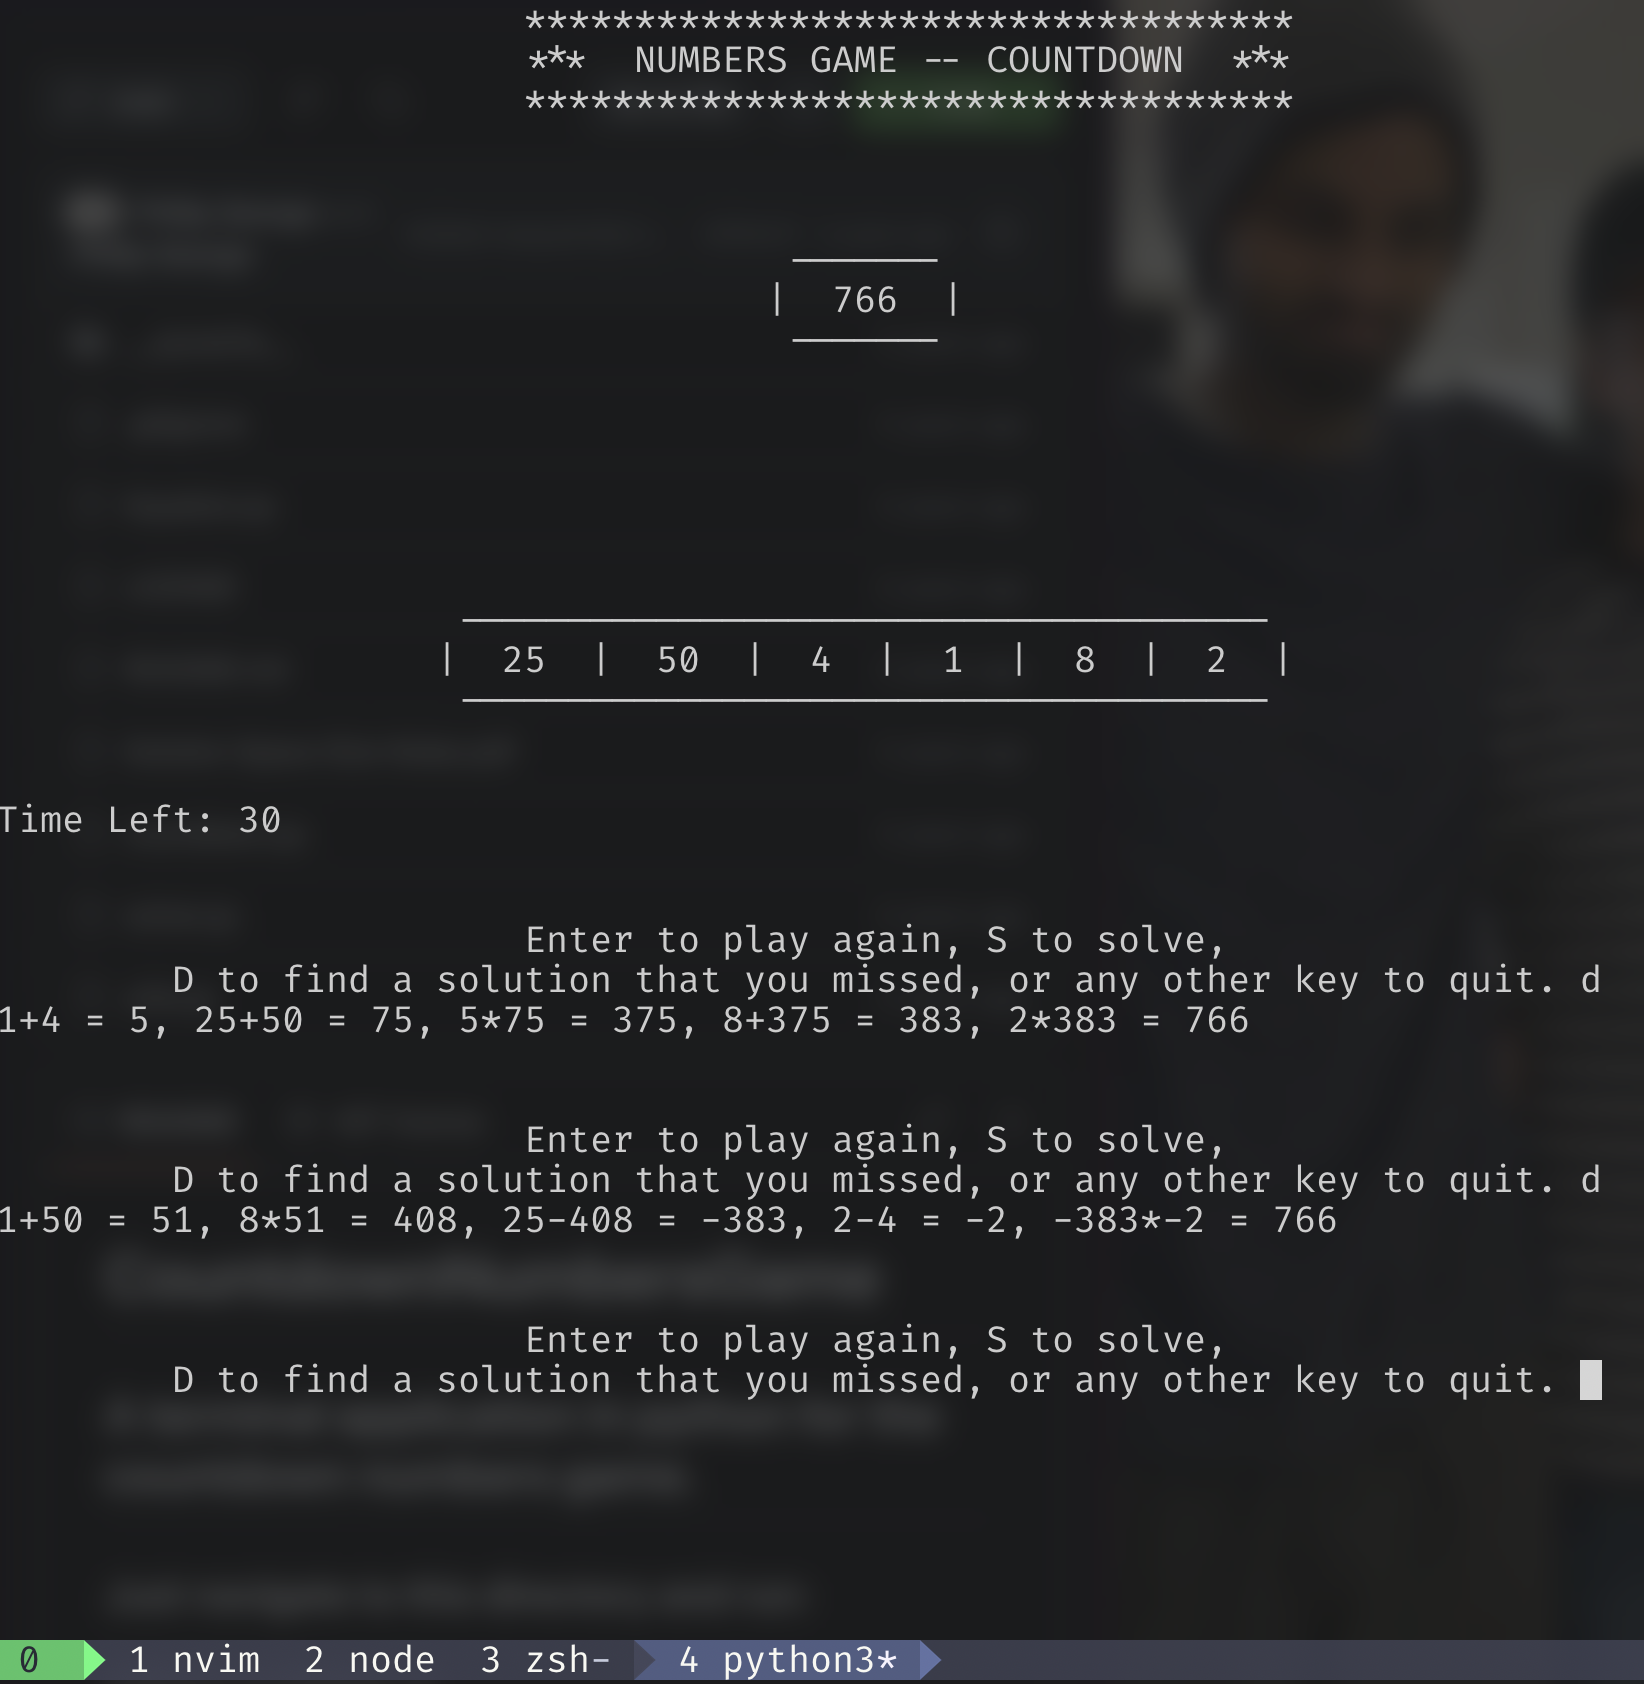 ***********************************
*** NUMBERS GAME -- COUNTDOWN ***
***********************************
| 766 |
| 25 | 50 | 4 | 1 | 8 | 2 |
Time Left: 30
Enter to play again, S to solve,
D to find a solution that you missed, or any other key to quit. d
1+4 = 5, 25+50 = 75, 5*75 = 375, 8+375 = 383, 2*383 = 766
Enter to play again, S to solve,
D to find a solution that you missed, or any other key to quit. d
1+50 = 51, 8*51 = 408, 25-408 = -383, 2-4 = -2, -383*-2 = 766
Enter to play again, S to solve,
D to find a solution that you missed, or any other key to quit.
0 1 nvim 2 node 3 zsh- 4 python3*